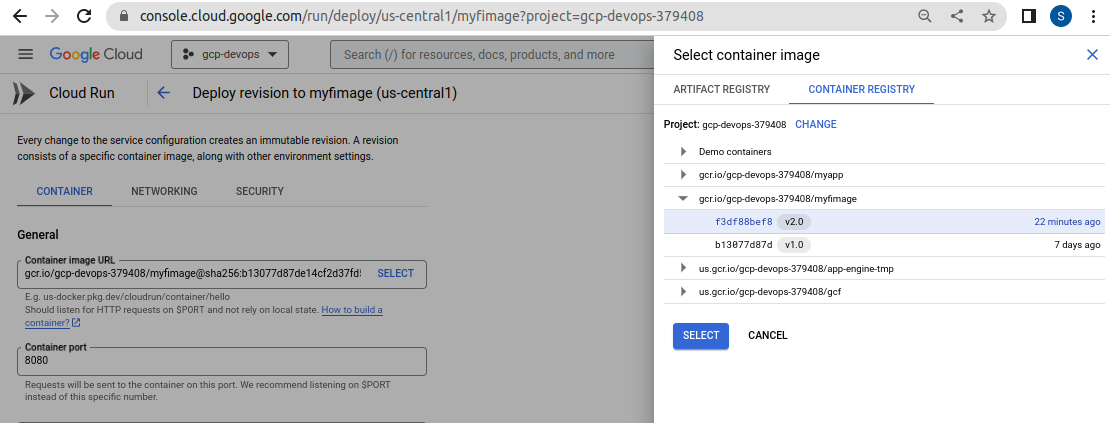 console.cloud.google.com/run/deploy/us-central1/myfimage?project=gcp-devops-379408
S
Google Cloud
gcp-devops
Search (/) for resources, docs, products, and more
Cloud Run
Deploy revision to myfimage (us-central1)
Every change to the service configuration creates an immutable revision. A revision
consists of a specific container image, along with other environment settings.
CONTAINER NETWORKING SECURITY
General
Container image URL
gcr.io/gcp-devops-379408/myfimage@sha256:b13077d87de14cf2d37fd SELECT
E.g. us-docker.pkg.dev/cloudrun/container/hello
Should listen for HTTP requests on $PORT and not rely on local state. How to build a
container?
Container port
8080
Requests will be sent to the container on this port. We recommend listening on $PORT
instead of this specific number.
Select container image
ARTIFACT REGISTRY CONTAINER REGISTRY
Project: gcp-devops-379408 CHANGE
Demo containers
gcr.io/gcp-devops-379408/myapp
gcr.io/gcp-devops-379408/myfimage
f3df88bef8 v2.0 22 minutes ago
b13077d87d v1.0 7 days ago
us.gcr.io/gcp-devops-379408/app-engine-tmp
us.gcr.io/gcp-devops-379408/gcf
SELECT CANCEL